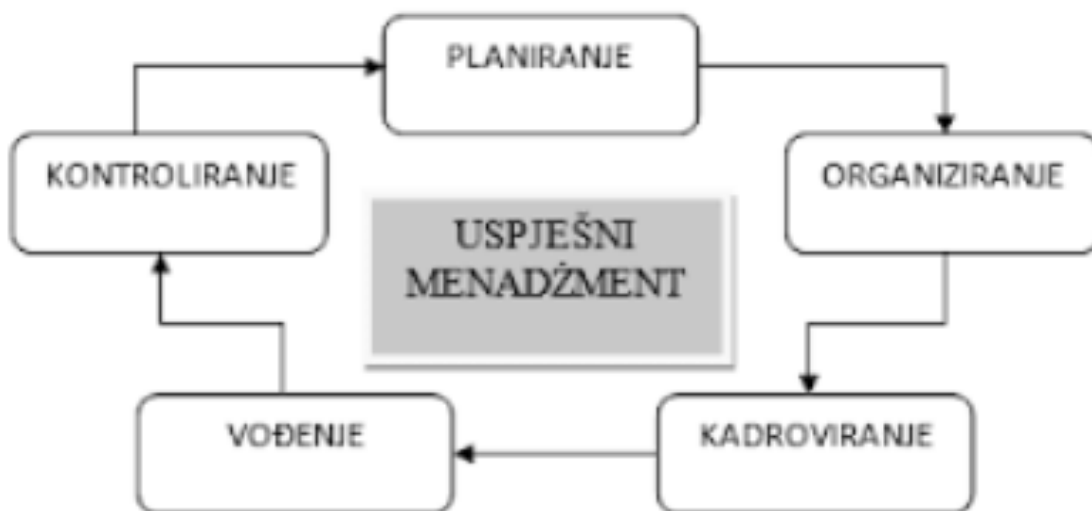 PLANIRANJE
KONTROLIRANJE
ORGANIZIRANJE
USPJEŠNI
MENADŽMENT
VOĐENJE
KADROVIRANJE